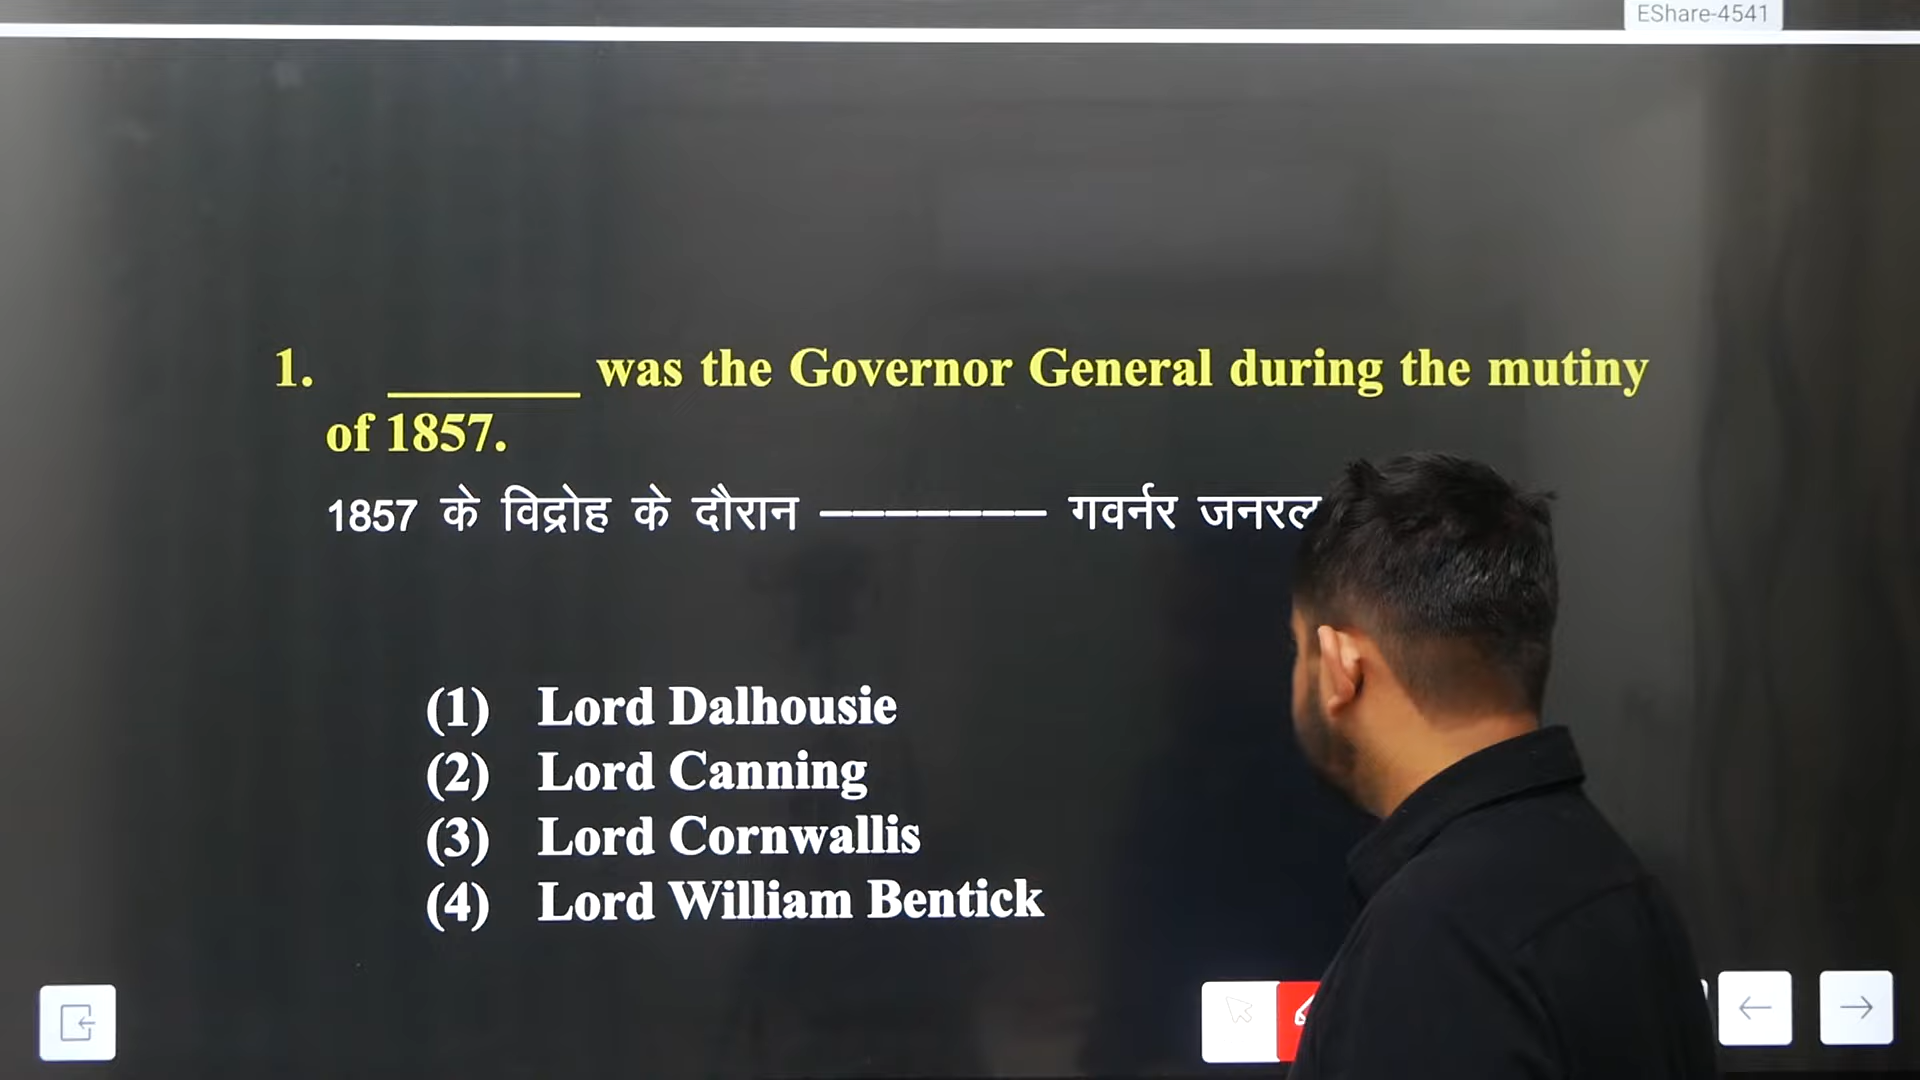 EShare-4541
1. ________ was the Governor General during the mutiny
of 1857.
1857 के विद्रोह के दौरान ——————— गवर्नर जनरल
(1) Lord Dalhousie
(2) Lord Canning
(3) Lord Cornwallis
(4) Lord William Bentick